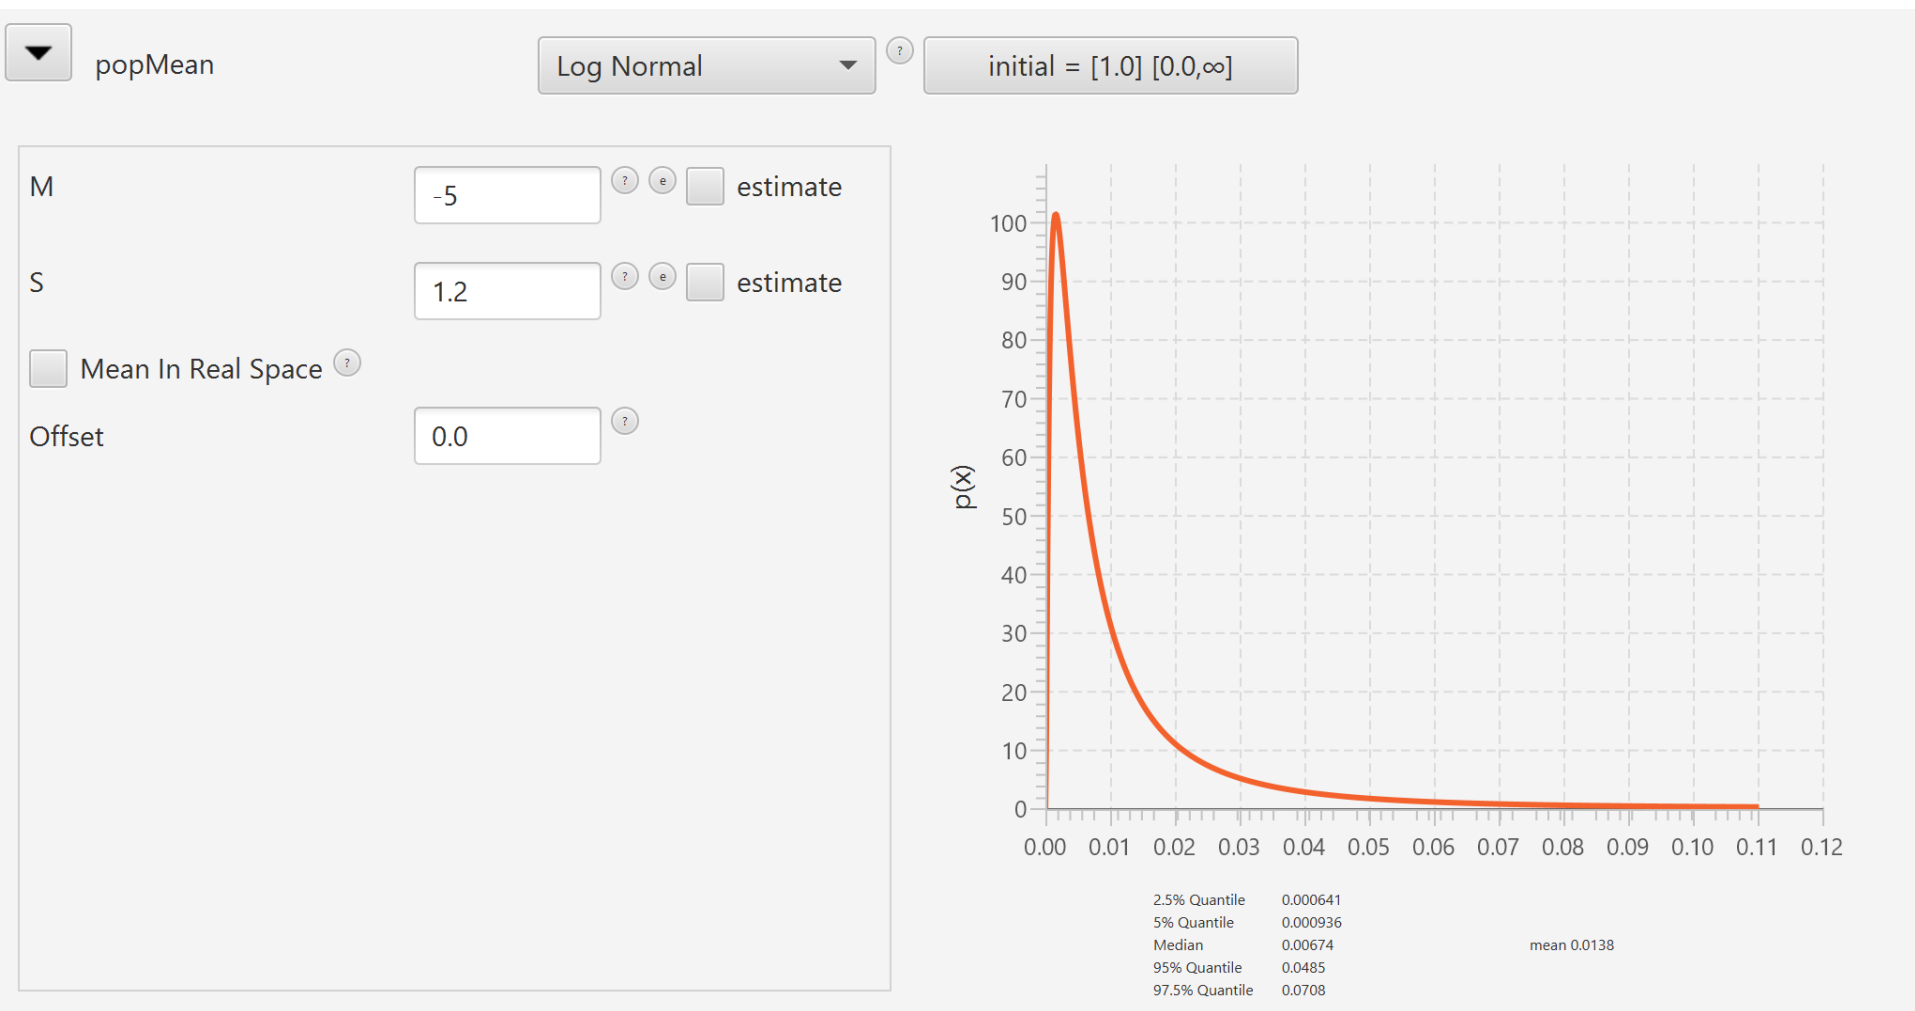 popMean
Log Normal
?
initial = [1.0] [0.0,∞]
M
-5
? e estimate
S
1.2
? e estimate
Mean In Real Space ?
Offset
0.0
?
p(x)
100
90
80
70
60
50
40
30
20
10
0
0.00 0.01 0.02 0.03 0.04 0.05 0.06 0.07 0.08 0.09 0.10 0.11 0.12
2.5% Quantile 0.000641
5% Quantile 0.000936
Median 0.00674 mean 0.0138
95% Quantile 0.0485
97.5% Quantile 0.0708